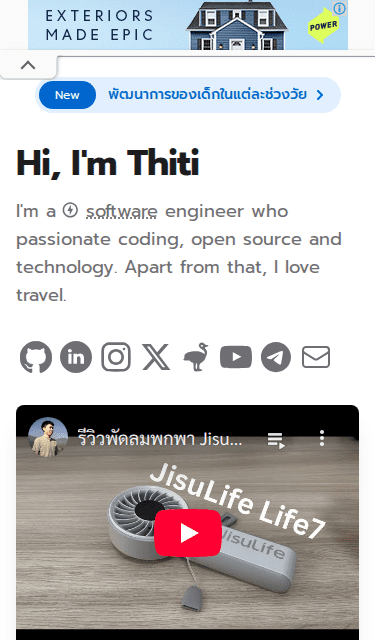 EXTERIORS
MADE EPIC
POWER
New
พัฒนาการของเด็กในแต่ละช่วงวัย
Hi, I'm Thiti
I'm a software engineer who
passionate coding, open source and
technology. Apart from that, I love
travel.
in
รีวิวพัดลมพกพา Jisu...
JisuLife Life7
JisuLife